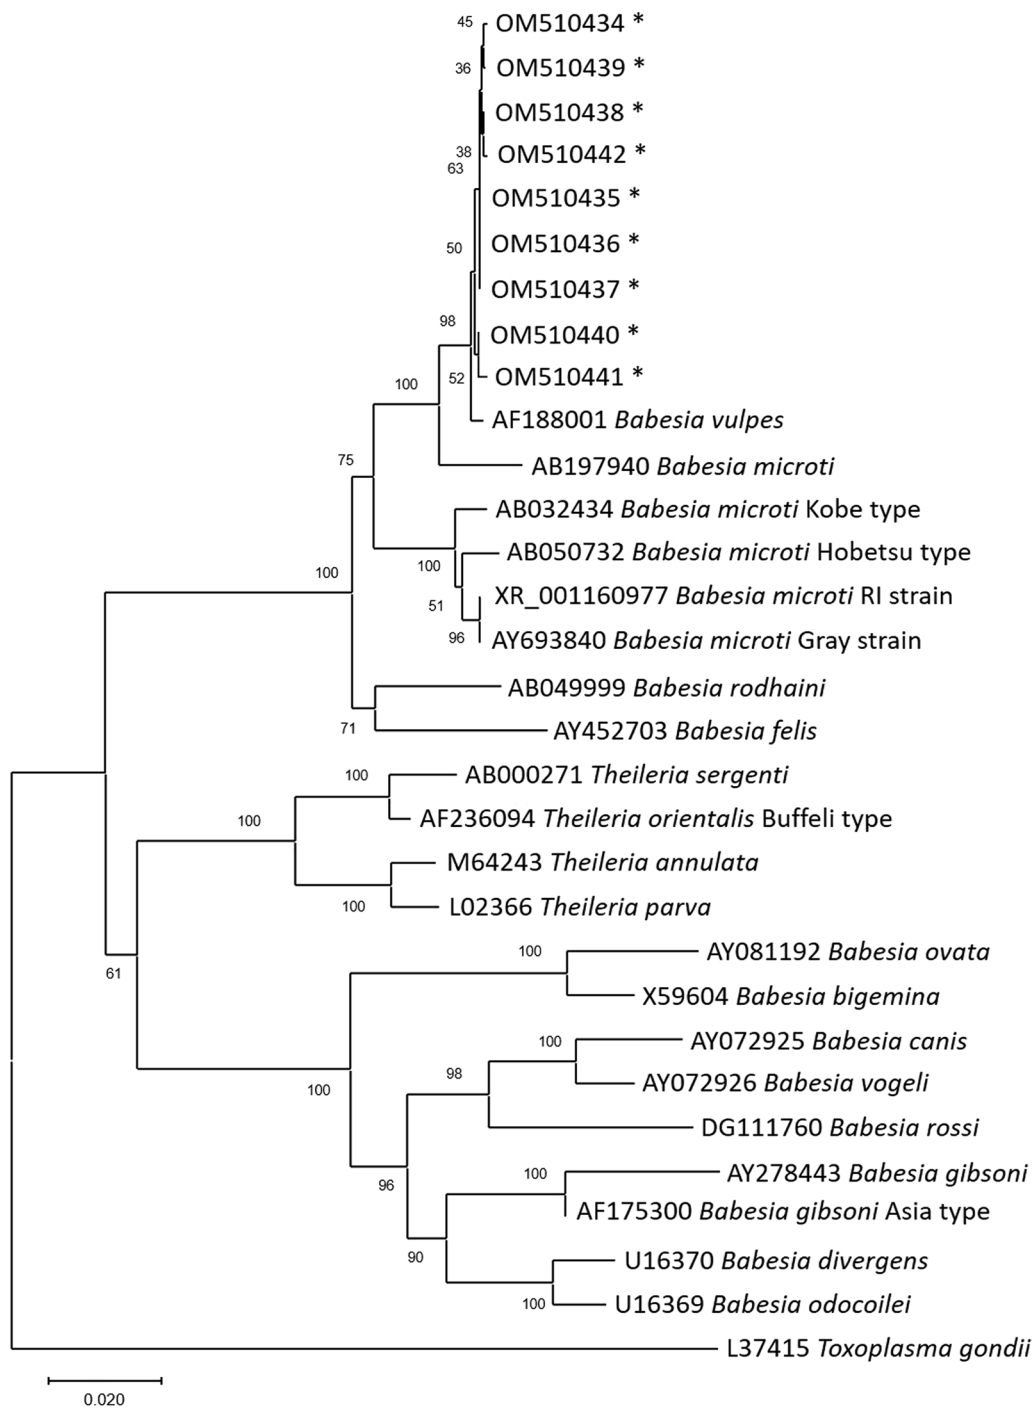 45
OM510434 *
36
OM510439 *
OM510438 *
38
OM510442 *
63
OM510435 *
50
OM510436 *
OM510437 *
98
OM510440 *
52
OM510441 *
100
AF188001 Babesia vulpes
75
AB197940 Babesia microti
AB032434 Babesia microti Kobe type
100
AB050732 Babesia microti Hobetsu type
100
XR_001160977 Babesia microti RI strain
51
96
AY693840 Babesia microti Gray strain
AB049999 Babesia rodhaini
71
AY452703 Babesia felis
100
AB000271 Theileria sergenti
100
AF236094 Theileria orientalis Buffeli type
M64243 Theileria annulata
100
L02366 Theileria parva
61
100
AY081192 Babesia ovata
X59604 Babesia bigemina
100
100
AY072925 Babesia canis
98
AY072926 Babesia vogeli
DG111760 Babesia rossi
96
100
AY278443 Babesia gibsoni
AF175300 Babesia gibsoni Asia type
90
U16370 Babesia divergens
100
U16369 Babesia odocoilei
L37415 Toxoplasma gondii
0.020